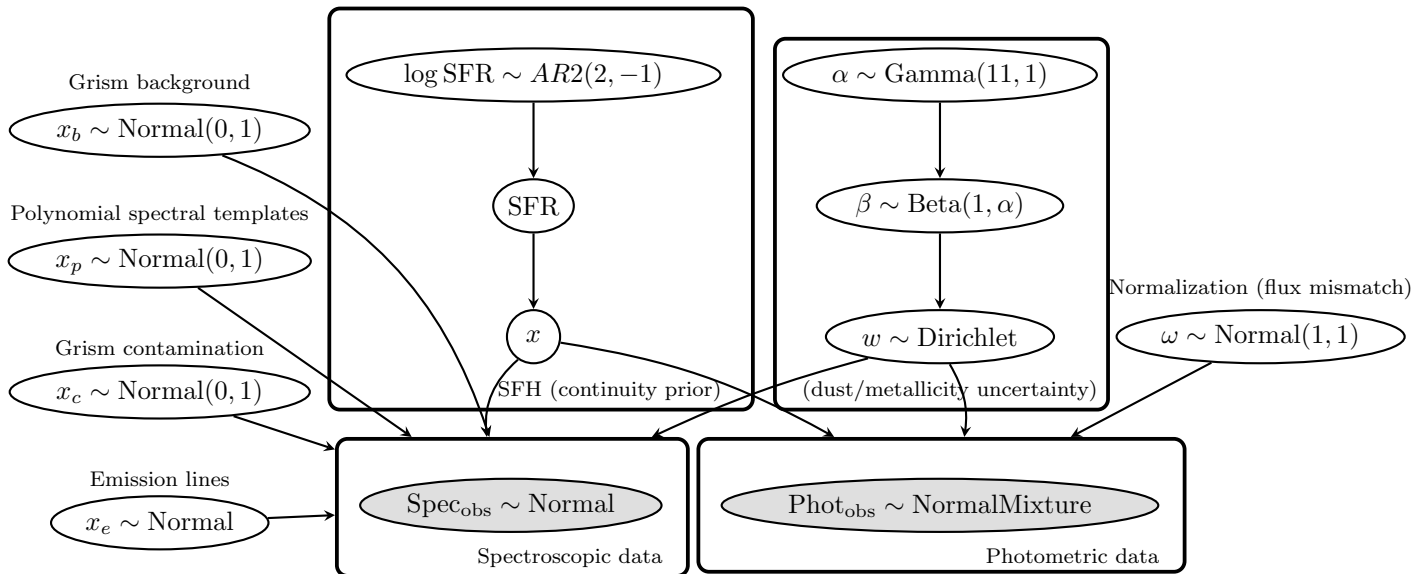 log SFR ∼ AR2(2, −1)
α ∼ Gamma(11, 1)
Grism background
x_b ∼ Normal(0, 1)
SFR
β ∼ Beta(1, α)
Polynomial spectral templates
x_p ∼ Normal(0, 1)
Normalization (flux mismatch)
x
w ∼ Dirichlet
ω ∼ Normal(1, 1)
Grism contamination
x_c ∼ Normal(0, 1)
SFH (continuity prior)
(dust/metallicity uncertainty)
Emission lines
x_e ∼ Normal
Spec_obs ∼ Normal
Phot_obs ∼ NormalMixture
Spectroscopic data
Photometric data